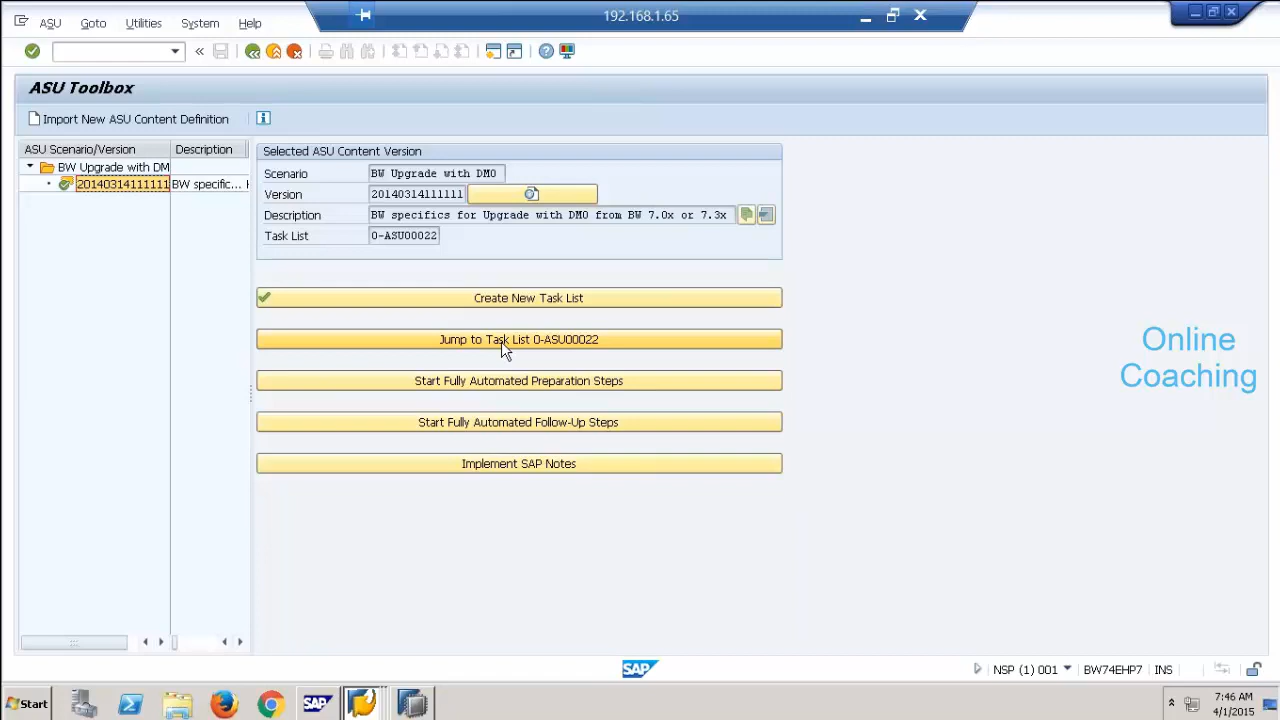 192.168.1.65
ASU Goto Utilities System Help
ASU Toolbox
Import New ASU Content Definition
ASU Scenario/Version Description
BW Upgrade with DM
20140314111111 BW specific...
Selected ASU Content Version
Scenario BW Upgrade with DMO
Version 20140314111111
Description BW specifics for Upgrade with DMO from BW 7.0x or 7.3x
Task List 0-ASU00022
Create New Task List
Jump to Task List 0-ASU00022
Start Fully Automated Preparation Steps
Start Fully Automated Follow-Up Steps
Implement SAP Notes
Online
Coaching
SAP
NSP (1) 001 BW74EHP7 INS
Start
SAP
7:46 AM
4/1/2015